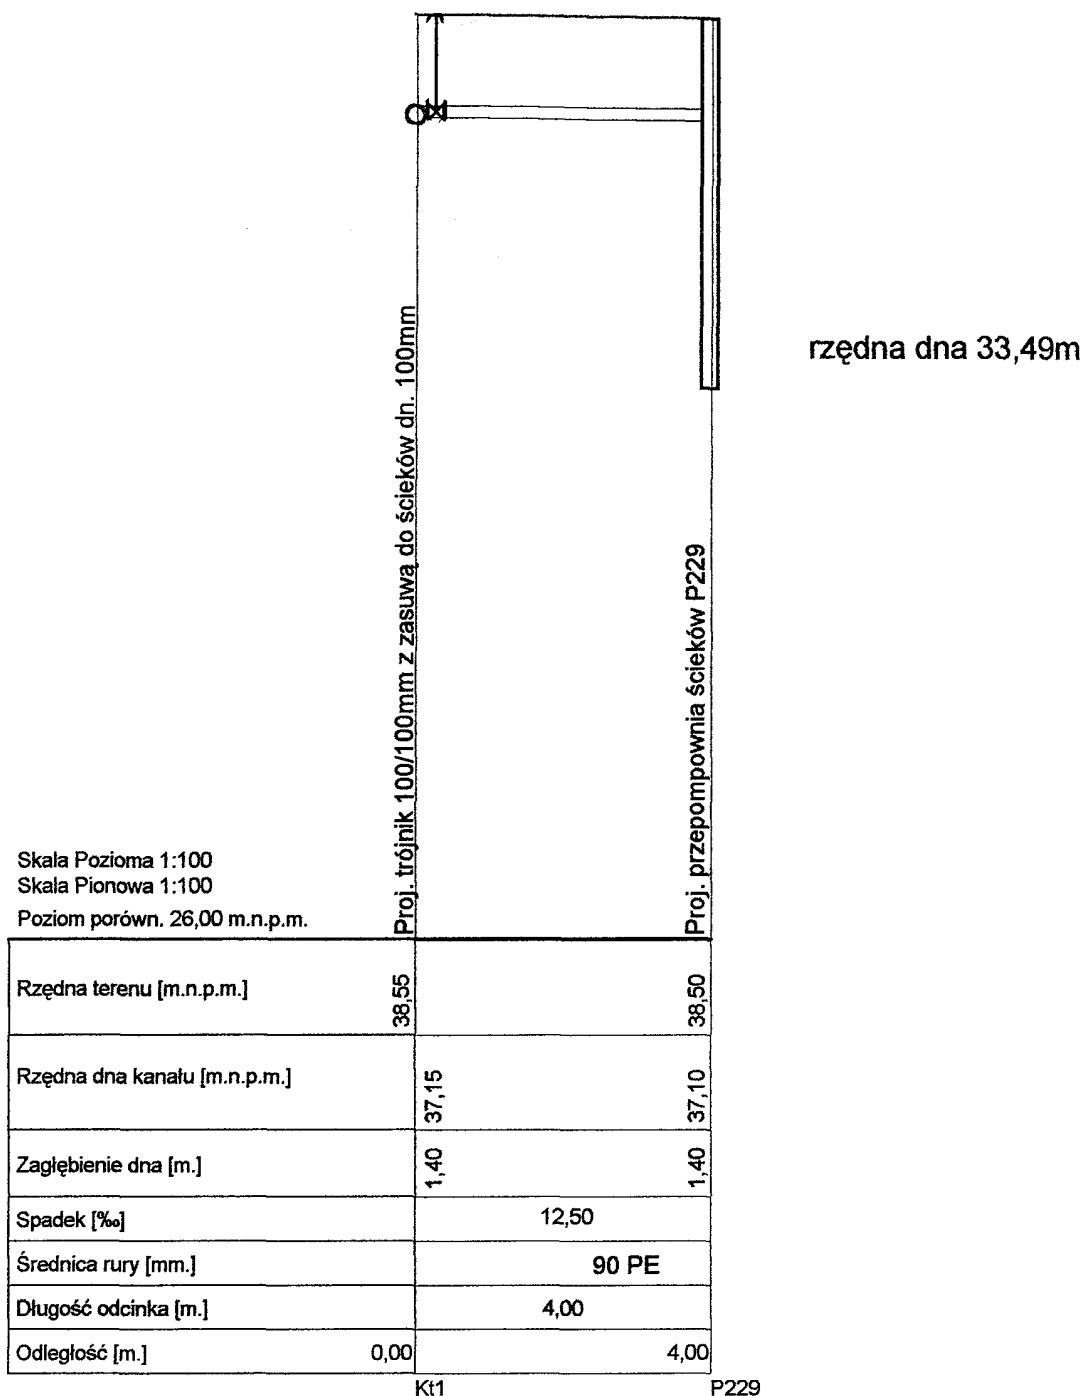 rzędna dna 33,49m
Proj. trójnik 100/100mm z zasuwą do ścieków dn. 100mm
Proj. przepompownia ścieków P229
Skala Pozioma 1:100
Skala Pionowa 1:100
Poziom porówn. 26,00 m.n.p.m.
Rzędna terenu [m.n.p.m.] 38,55 38,50
Rzędna dna kanału [m.n.p.m.] 37,15 37,10
Zagłębienie dna [m.] 1,40 1,40
Spadek [‰] 12,50
Średnica rury [mm.] 90 PE
Długość odcinka [m.] 4,00
Odległość [m.] 0,00 4,00
Kt1 P229